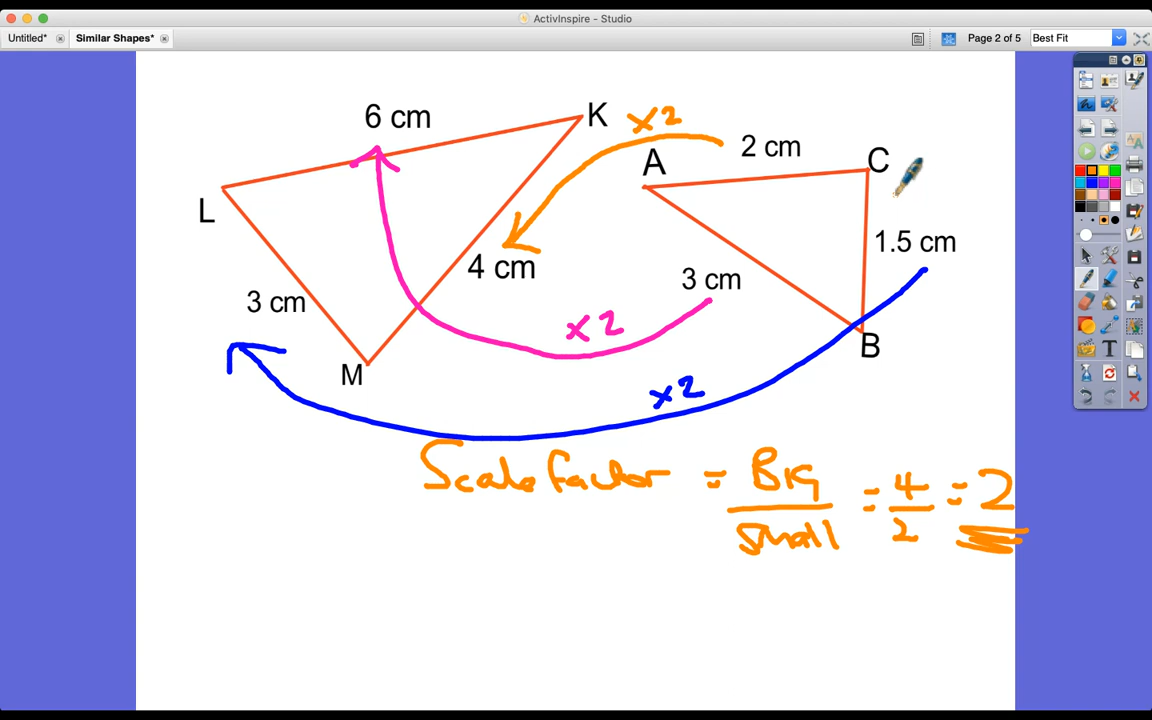 ActivInspire - Studio
Untitled* Similar Shapes* Page 2 of 5 Best Fit
6 cm K x2
A 2 cm C
L
1.5 cm
4 cm 3 cm
3 cm
x2
B
M
x2
Scale factor = Big/small = 4/2 = 2
T